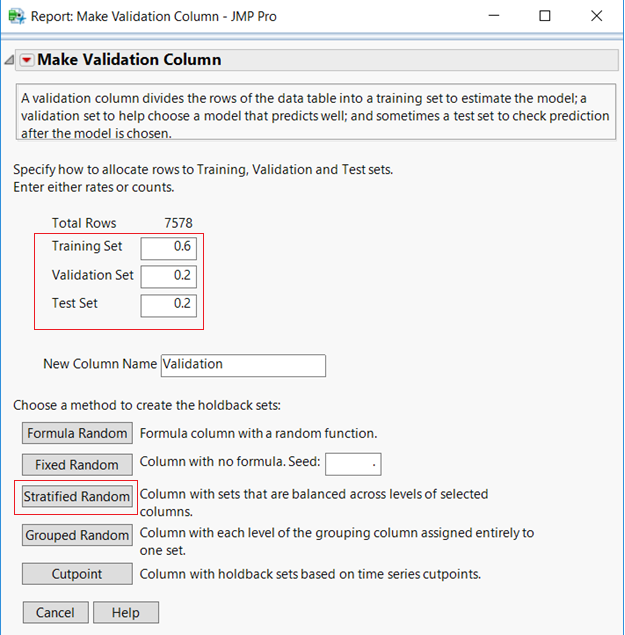 Report: Make Validation Column - JMP Pro
Make Validation Column
A validation column divides the rows of the data table into a training set to estimate the model; a
validation set to help choose a model that predicts well; and sometimes a test set to check prediction
after the model is chosen.
Specify how to allocate rows to Training, Validation and Test sets.
Enter either rates or counts.
Total Rows 7578
Training Set 0.6
Validation Set 0.2
Test Set 0.2
New Column Name Validation
Choose a method to create the holdback sets:
Formula Random Formula column with a random function.
Fixed Random Column with no formula. Seed: .
Stratified Random Column with sets that are balanced across levels of selected
columns.
Grouped Random Column with each level of the grouping column assigned entirely to
one set.
Cutpoint Column with holdback sets based on time series cutpoints.
Cancel Help